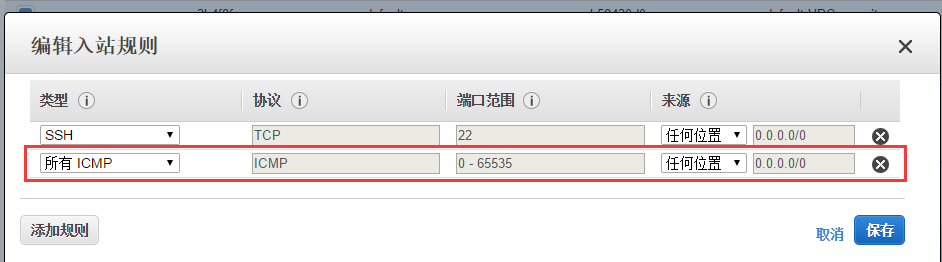 编辑入站规则
类型 协议 端口范围 来源
SSH TCP 22 任何位置 0.0.0.0/0
所有 ICMP ICMP 0 - 65535 任何位置 0.0.0.0/0
添加规则 取消 保存